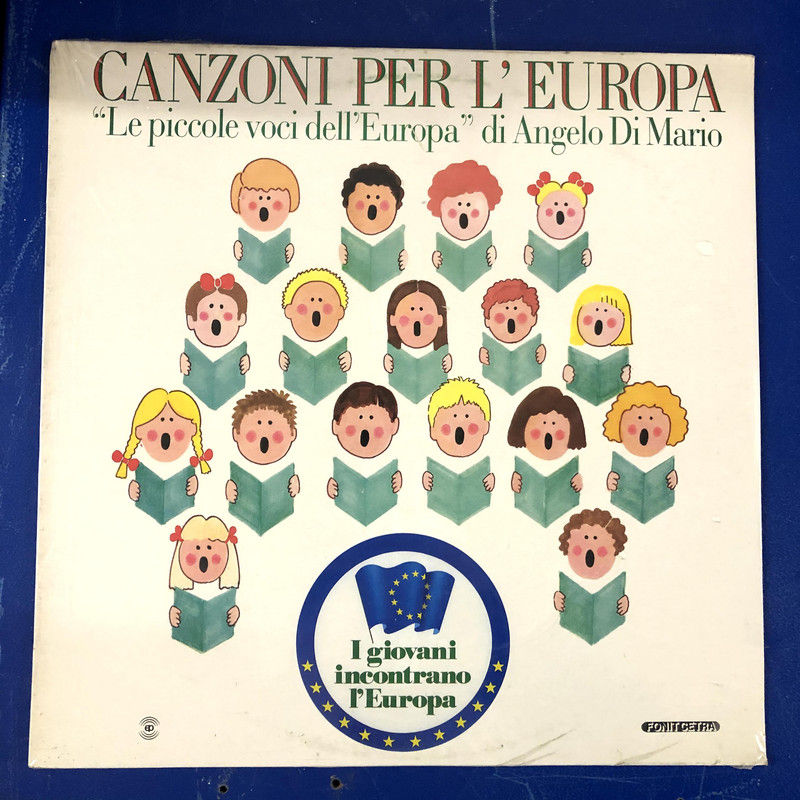 CANZONI PER L'EUROPA
“Le piccole voci dell'Europa” di Angelo Di Mario
I giovani
incontrano
l'Europa
FONIT CETRA